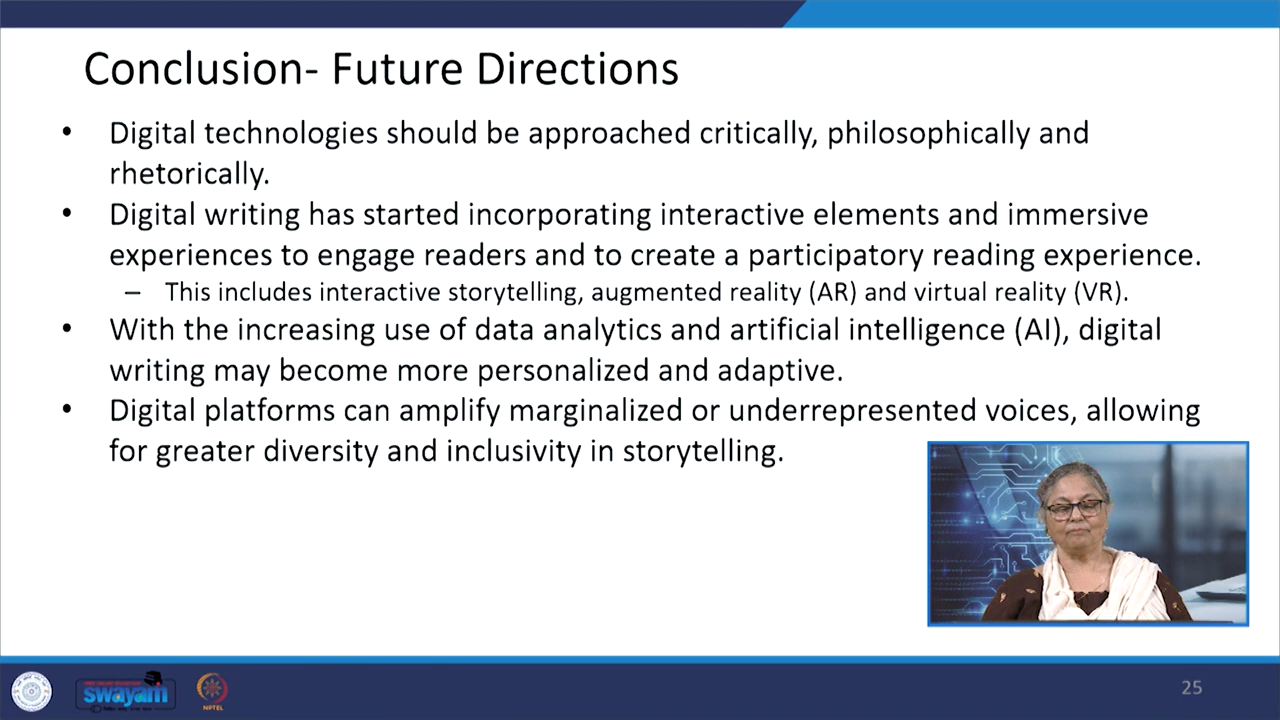 Conclusion- Future Directions
• Digital technologies should be approached critically, philosophically and
rhetorically.
• Digital writing has started incorporating interactive elements and immersive
experiences to engage readers and to create a participatory reading experience.
– This includes interactive storytelling, augmented reality (AR) and virtual reality (VR).
• With the increasing use of data analytics and artificial intelligence (AI), digital
writing may become more personalized and adaptive.
• Digital platforms can amplify marginalized or underrepresented voices, allowing
for greater diversity and inclusivity in storytelling.
swayam
NPTEL
25